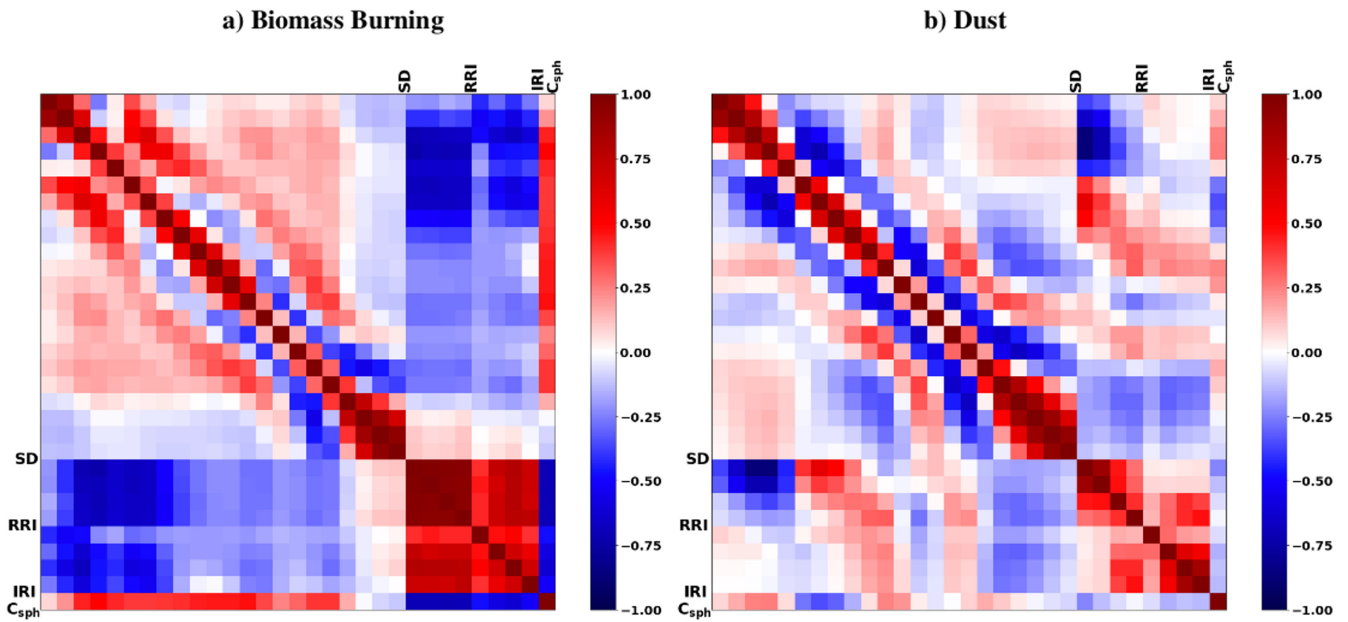 a) Biomass Burning
b) Dust
SD
RRI
IRI
Csph
SD
RRI
IRI
Csph
1.00
0.75
0.50
0.25
0.00
−0.25
−0.50
−0.75
−1.00
SD
RRI
IRI
Csph
1.00
0.75
0.50
0.25
0.00
−0.25
−0.50
−0.75
−1.00
SD
RRI
IRI
Csph